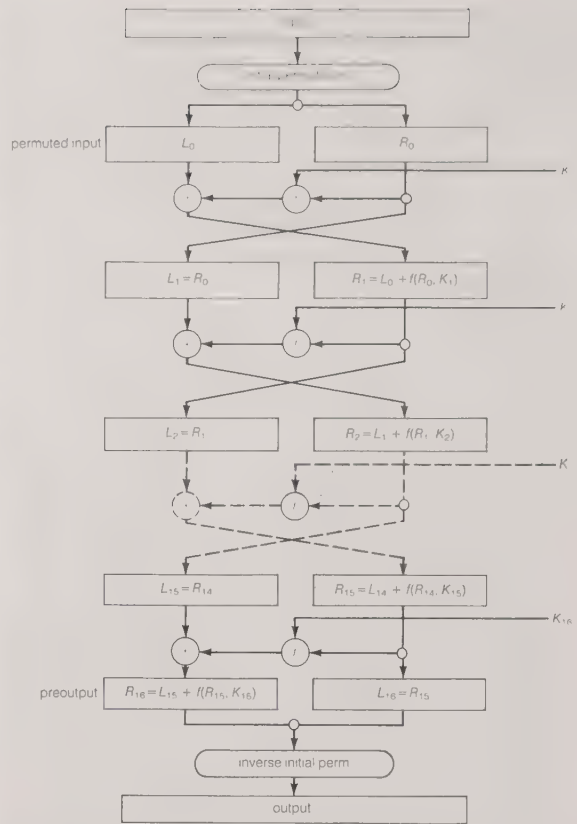 permuted input
L₀
R₀
K
f
L₁ = R₀
R₁ = L₀ + f(R₀, K₁)
f
L₂ = R₁
R₂ = L₁ + f(R₁ K₂)
K
f
L₁₅ = R₁₄
R₁₅ = L₁₄ + f(R₁₄, K₁₅)
K₁₆
f
preoutput
R₁₆ = L₁₅ + f(R₁₅, K₁₆)
L₁₆ = R₁₅
inverse initial perm
output